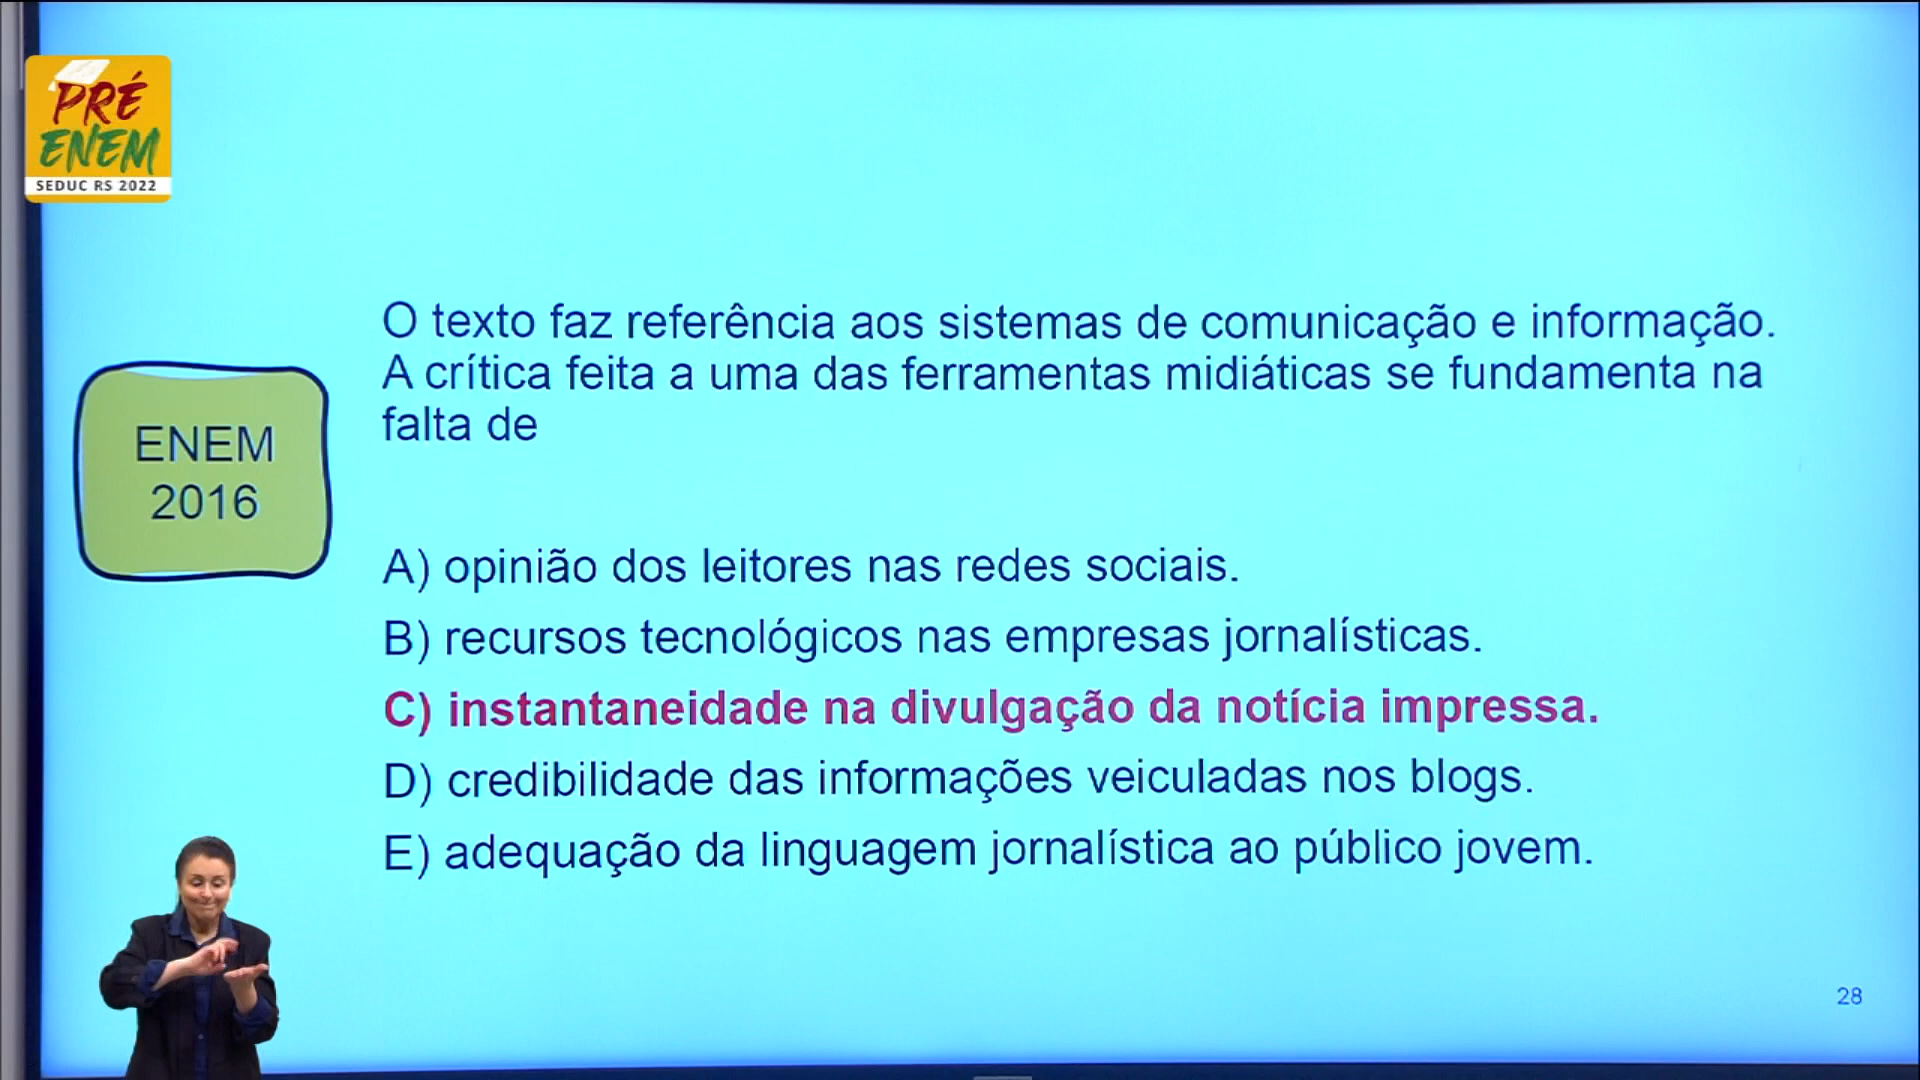 PRÉ
ENEM
SEDUC RS 2022
O texto faz referência aos sistemas de comunicação e informação.
A crítica feita a uma das ferramentas midiáticas se fundamenta na
falta de
ENEM
2016
A) opinião dos leitores nas redes sociais.
B) recursos tecnológicos nas empresas jornalísticas.
C) instantaneidade na divulgação da notícia impressa.
D) credibilidade das informações veiculadas nos blogs.
E) adequação da linguagem jornalística ao público jovem.
28